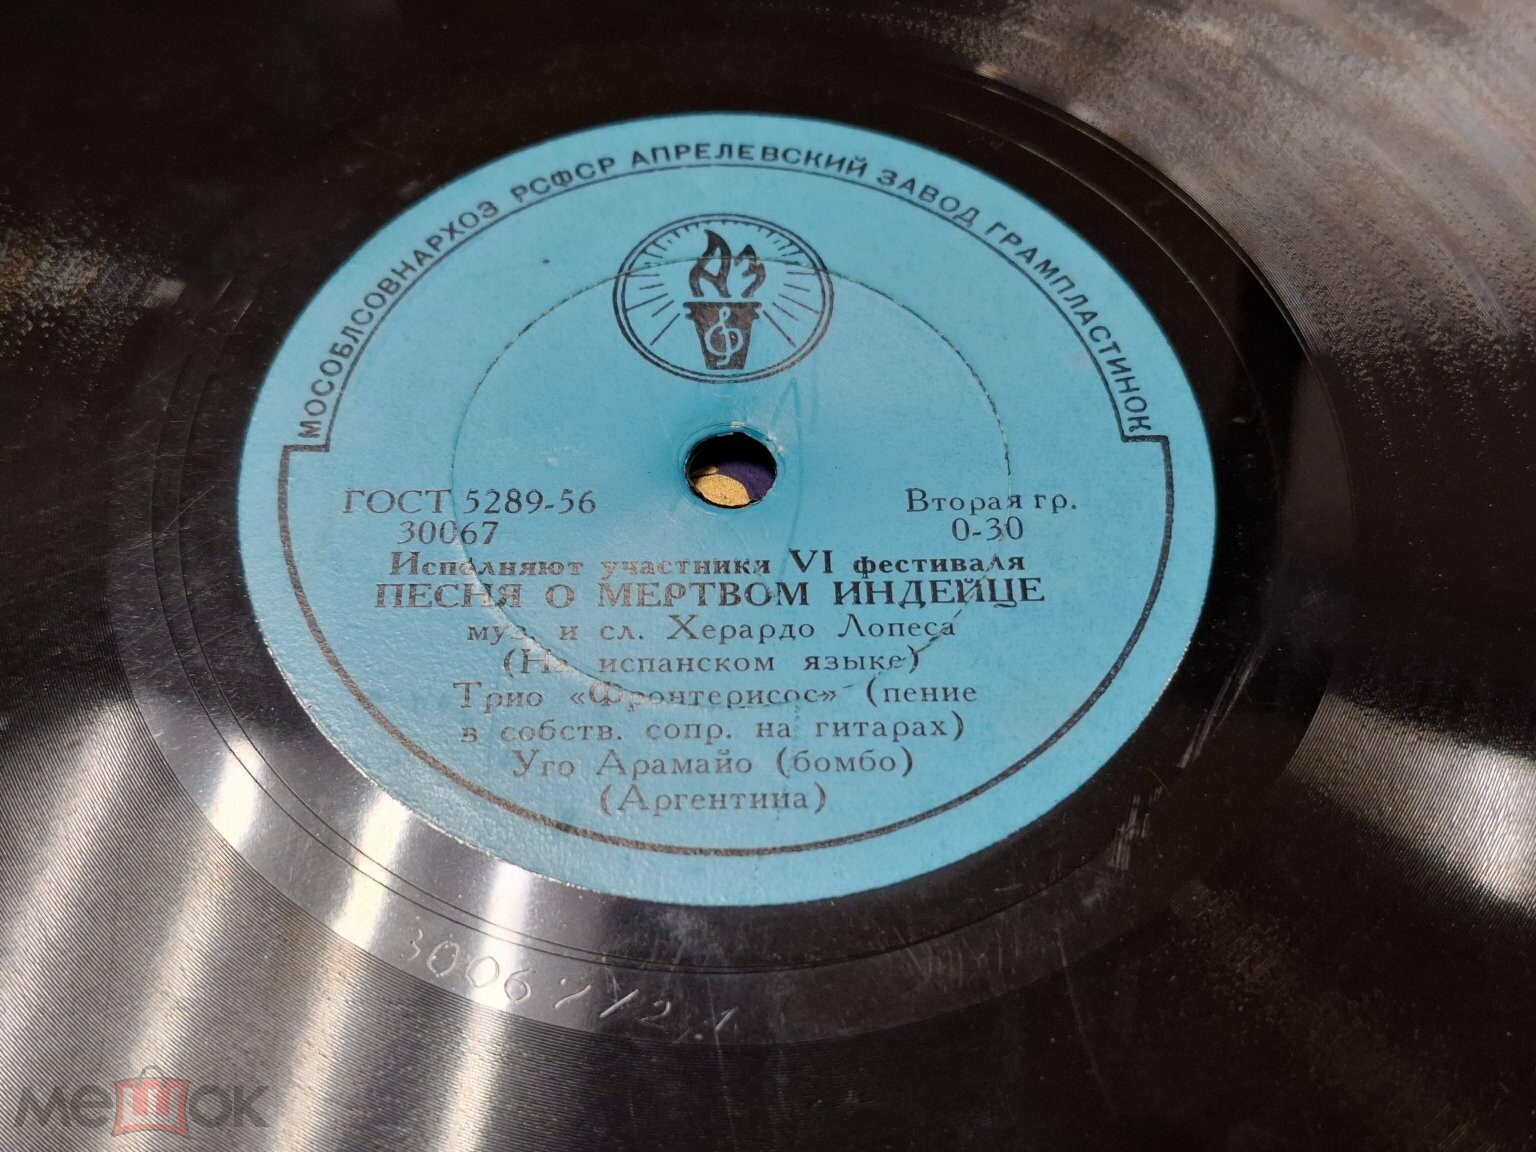 МОСОБЛСОВНАРХОЗ РСФСР АПРЕЛЕВСКИЙ ЗАВОД ГРАМПЛАСТИНОК
АЗ
ГОСТ 5289-56
30067
Вторая гр.
0-30
Исполняют участники VI фестиваля
ПЕСНЯ О МЕРТВОМ ИНДЕЙЦЕ
муз. и сл. Херардо Лопеса
(На испанском языке)
Трио «Фронтерисос» (пение
в собств. сопр. на гитарах)
Уго Арамайо (бомбо)
(Аргентина)
мешок